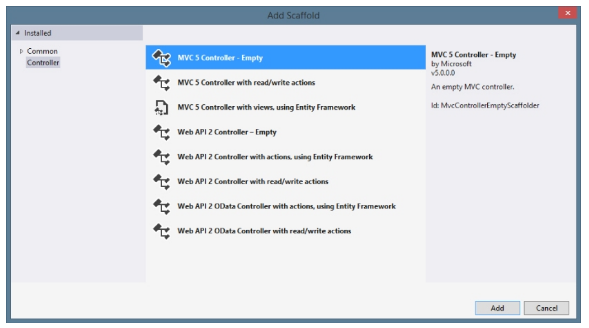 Add Scaffold
Installed
Common
Controller
MVC 5 Controller - Empty
MVC 5 Controller with read/write actions
MVC 5 Controller with views, using Entity Framework
Web API 2 Controller – Empty
Web API 2 Controller with actions, using Entity Framework
Web API 2 Controller with read/write actions
Web API 2 OData Controller with actions, using Entity Framework
Web API 2 OData Controller with read/write actions
MVC 5 Controller - Empty
by Microsoft
v5.0.0.0
An empty MVC controller.
Id: MvcControllerEmptyScaffolder
Add
Cancel